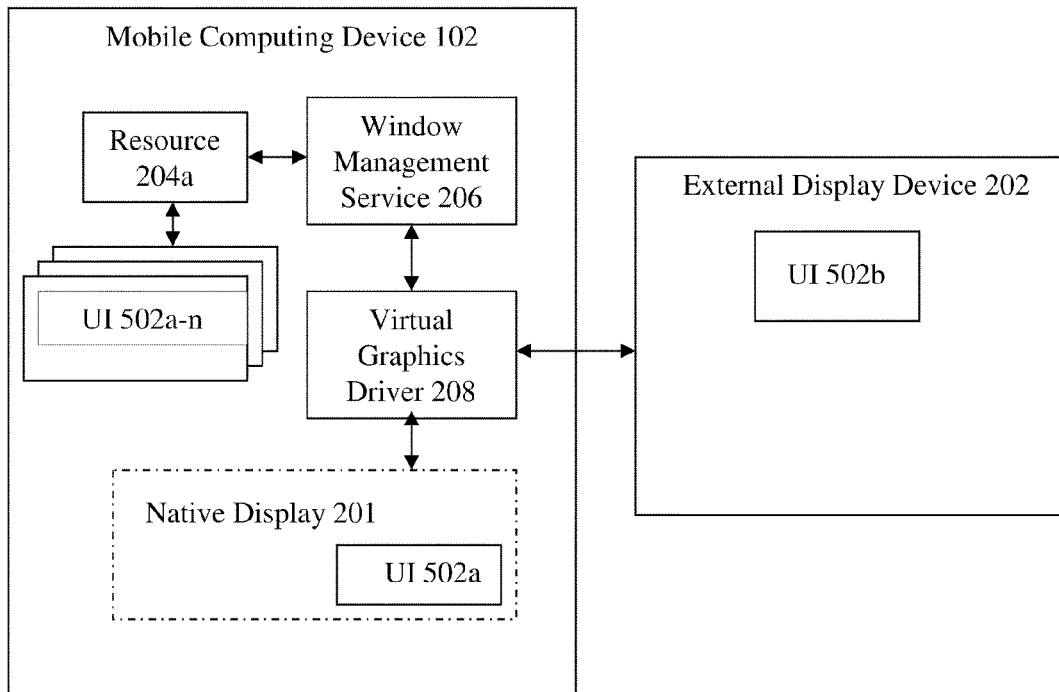 Mobile Computing Device 102
Resource
204a
Window
Management
Service 206
UI 502a-n
Virtual
Graphics
Driver 208
Native Display 201
UI 502a
External Display Device 202
UI 502b